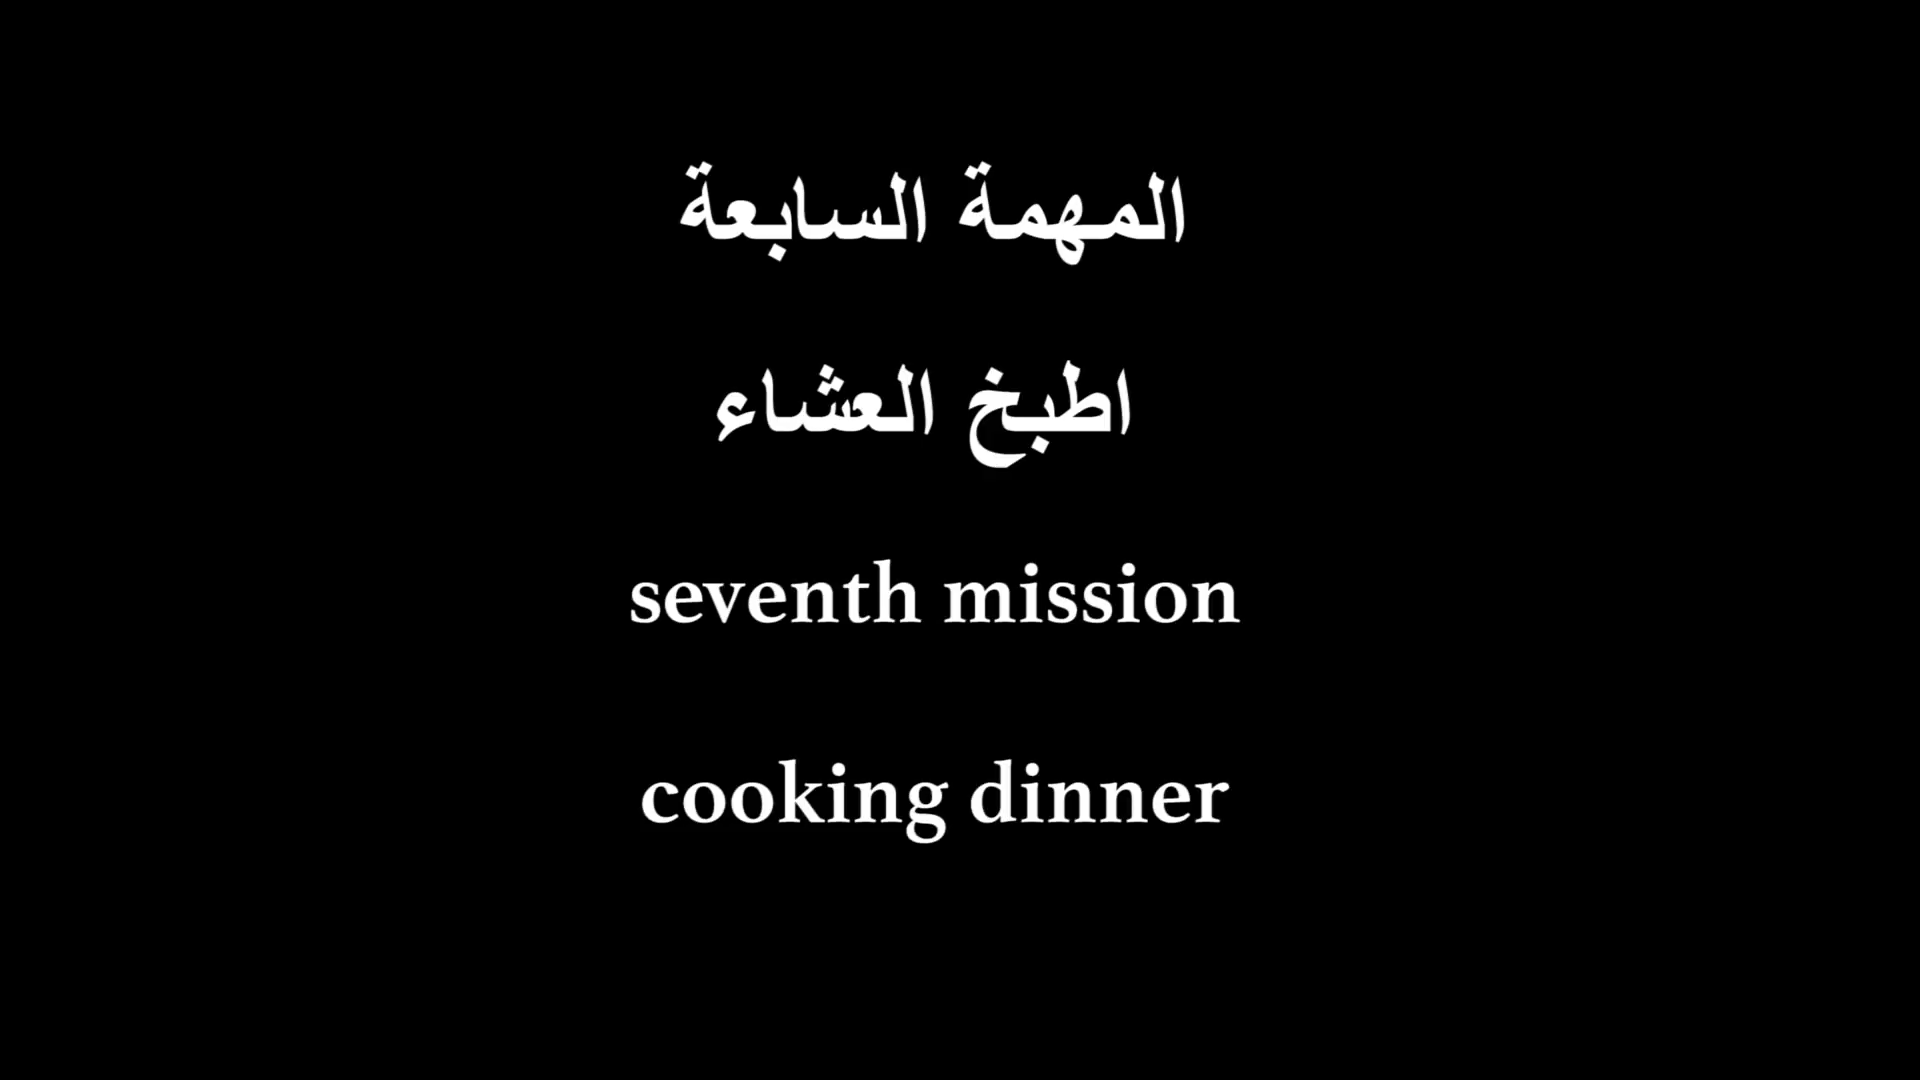 المهمة السابعة
اطبخ العشاء
seventh mission
cooking dinner